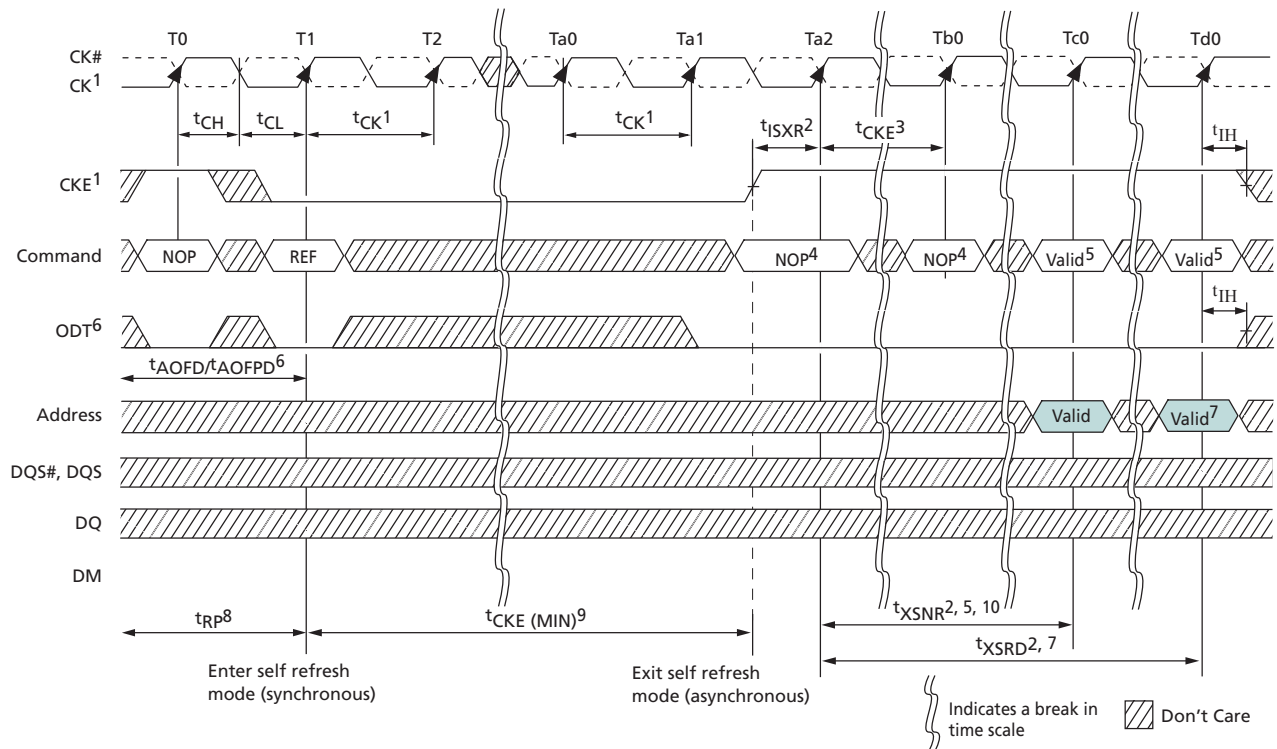 T0 T1 T2 Ta0 Ta1 Ta2 Tb0 Tc0 Td0
CK#
CK1
tCH tCL tCK1 tCK1 tISXR2 tCKE3 tIH
CKE1
Command NOP REF NOP4 NOP4 Valid5 Valid5
tIH
ODT6
tAOFD/tAOFPD6
Address Valid Valid7
DQS#, DQS
DQ
DM
tRP8 tCKE (MIN)9 tXSNR2, 5, 10
tXSRD2, 7
Enter self refresh
mode (synchronous)
Exit self refresh
mode (asynchronous)
Indicates a break in
time scale
Don't Care